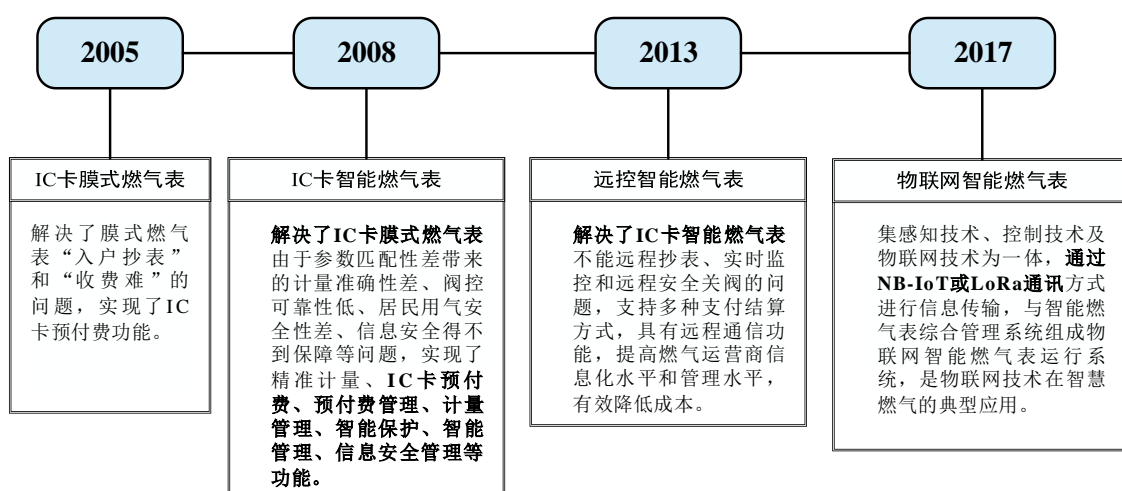 2005
2008
2013
2017
IC卡膜式燃气表
解决了膜式燃气
表“入户抄表”
和“收费难”的
问题，实现了IC
卡预付费功能。
IC卡智能燃气表
解决了IC卡膜式燃气表
由于参数匹配性差带来
的计量准确性差、阀控
可靠性低、居民用气安
全性差、信息安全得不
到保障等问题，实现了
精准计量、IC卡预付
费、预付费管理、计量
管理、智能保护、智能
管理、信息安全管理等
功能。
远控智能燃气表
解决了IC卡智能燃气表
不能远程抄表、实时监
控和远程安全关阀的问
题，支持多种支付结算
方式，具有远程通信功
能，提高燃气运营商信
息化水平和管理水平，
有效降低成本。
物联网智能燃气表
集感知技术、控制技术及
物联网技术为一体，通过
NB-IoT或LoRa通讯方式
进行信息传输，与智能燃
气表综合管理系统组成物
联网智能燃气表运行系
统，是物联网技术在智慧
燃气的典型应用。